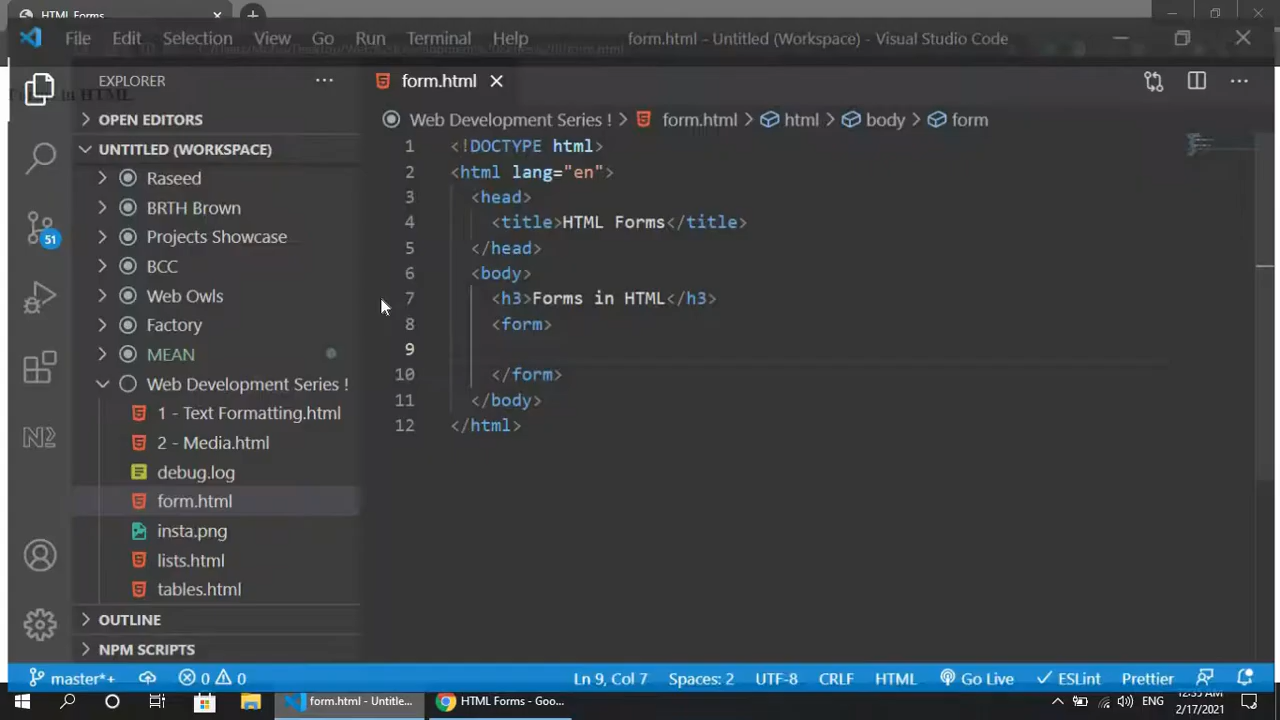 HTML Forms
File Edit Selection View Go Run Terminal Help form.html - Untitled (Workspace) - Visual Studio Code
EXPLORER
form.html
OPEN EDITORS
Web Development Series ! > form.html > html > body > form
UNTITLED (WORKSPACE)
Raseed
BRTH Brown
Projects Showcase
BCC
Web Owls
Factory
MEAN
Web Development Series !
1 - Text Formatting.html
2 - Media.html
debug.log
form.html
insta.png
lists.html
tables.html
OUTLINE
NPM SCRIPTS
51
1 <!DOCTYPE html>
2 <html lang="en">
3 <head>
4 <title>HTML Forms</title>
5 </head>
6 <body>
7 <h3>Forms in HTML</h3>
8 <form>
9
10 </form>
11 </body>
12 </html>
master*+ 0 0 Ln 9, Col 7 Spaces: 2 UTF-8 CRLF HTML Go Live ESLint Prettier
form.html - Untitle... HTML Forms - Goo... ENG
12:35 AM
2/17/2021